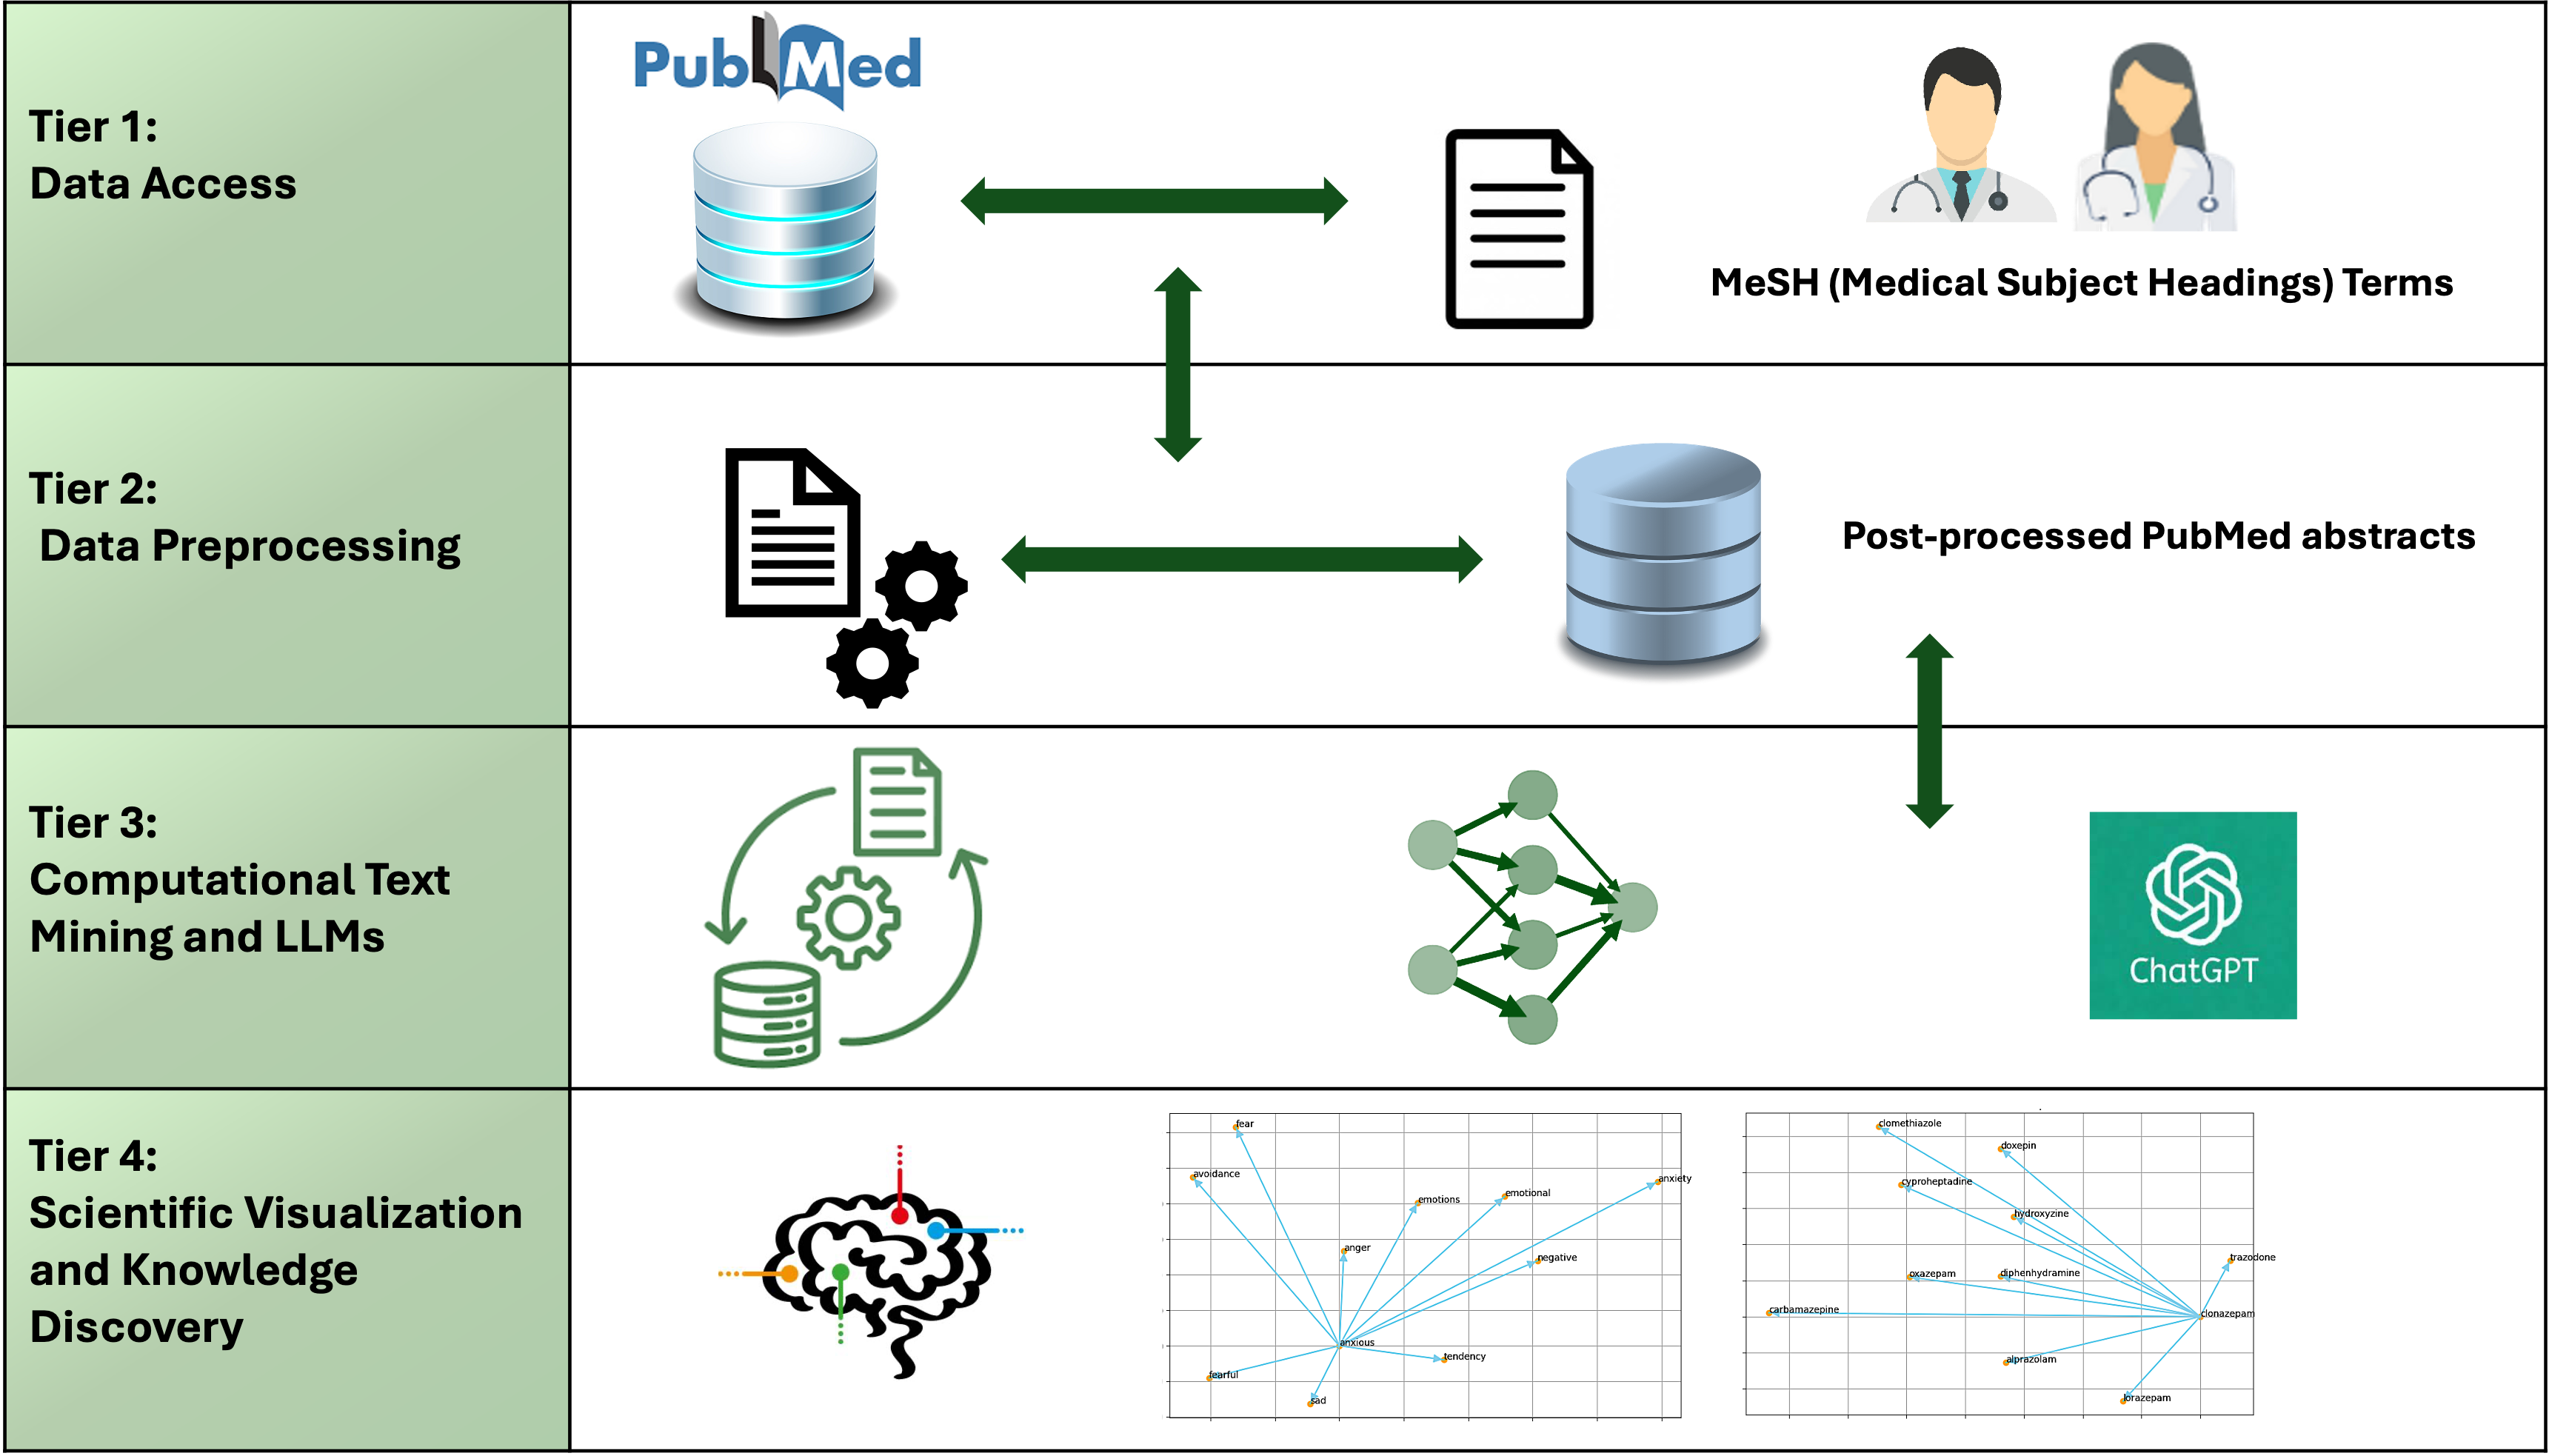 Tier 1:
Data Access
PubMed
MeSH (Medical Subject Headings) Terms
Tier 2:
Data Preprocessing
Post-processed PubMed abstracts
Tier 3:
Computational Text
Mining and LLMs
ChatGPT
Tier 4:
Scientific Visualization
and Knowledge
Discovery
fear
avoidance
anxiety
emotional
emotions
anger
negative
anxious
tendency
fearful
sad
clomethiazole
doxepin
cyproheptadine
hydroxyzine
trazodone
oxazepam
diphenhydramine
carbamazepine
clonazepam
alprazolam
lorazepam